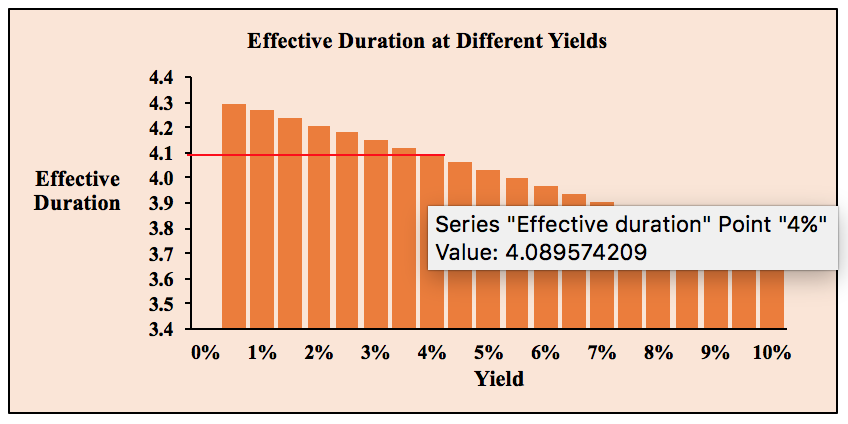 Effective Duration at Different Yields
4.4
4.3
4.2
4.1
4.0
3.9
3.8
3.7
3.6
3.5
3.4
Effective
Duration
Series "Effective duration" Point "4%"
Value: 4.089574209
0% 1% 2% 3% 4% 5% 6% 7% 8% 9% 10%
Yield